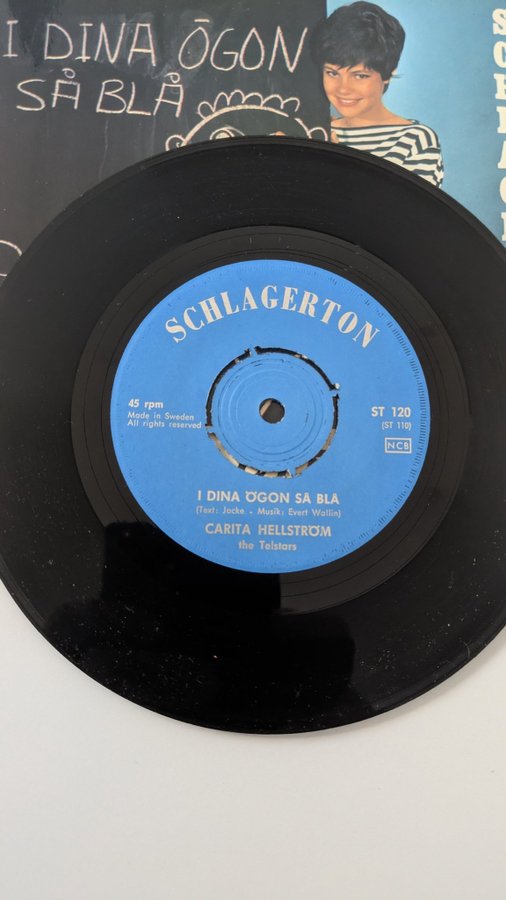 I DINA ÖGON
SÅ BLÅ
SCHLAGERTON
45 rpm
Made in Sweden
All rights reserved
ST 120
(ST 110)
NCB
I DINA ÖGON SÅ BLÅ
(Text: Jocke - Musik: Evert Wallin)
CARITA HELLSTRÖM
the Telstars